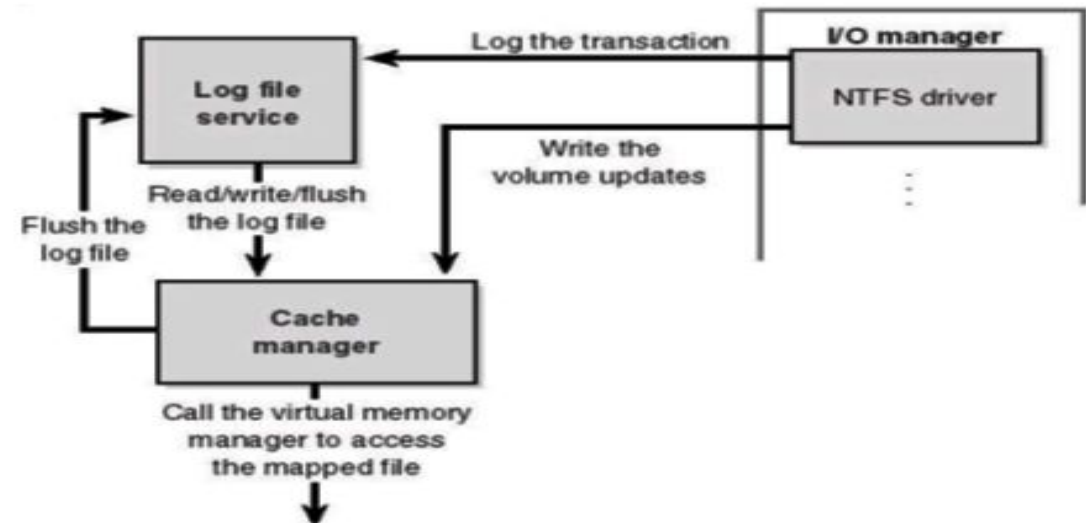 Log the transaction
I/O manager
Log file
service
NTFS driver
Write the
volume updates
Read/write/flush
the log file
Flush the
log file
Cache
manager
Call the virtual memory
manager to access
the mapped file